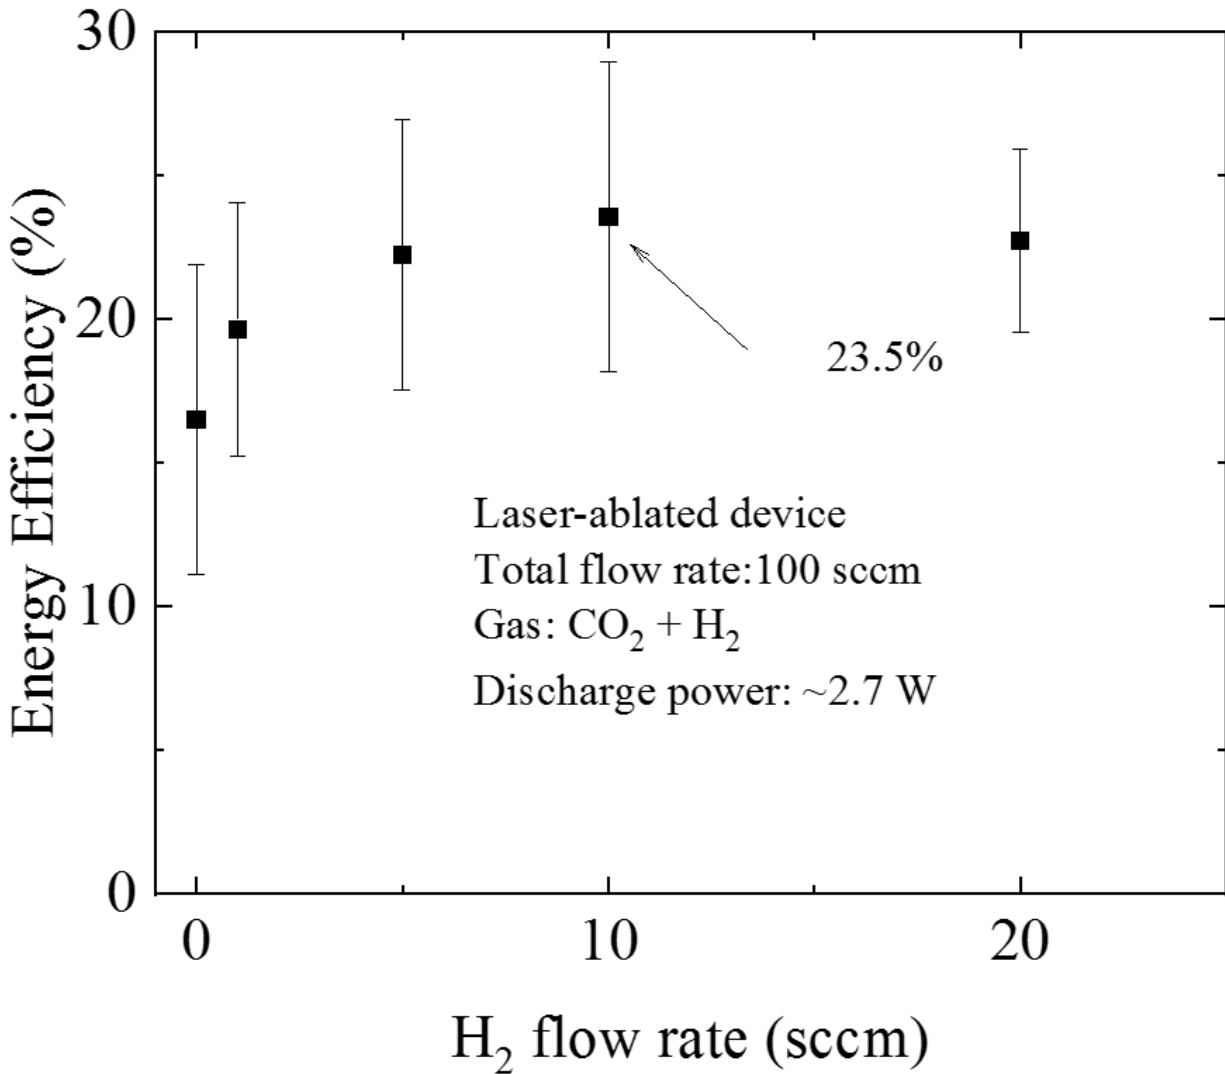 30
20
10
0
Energy Efficiency (%)
23.5%
Laser-ablated device
Total flow rate:100 sccm
Gas: CO₂ + H₂
Discharge power: ~2.7 W
0 10 20
H₂ flow rate (sccm)